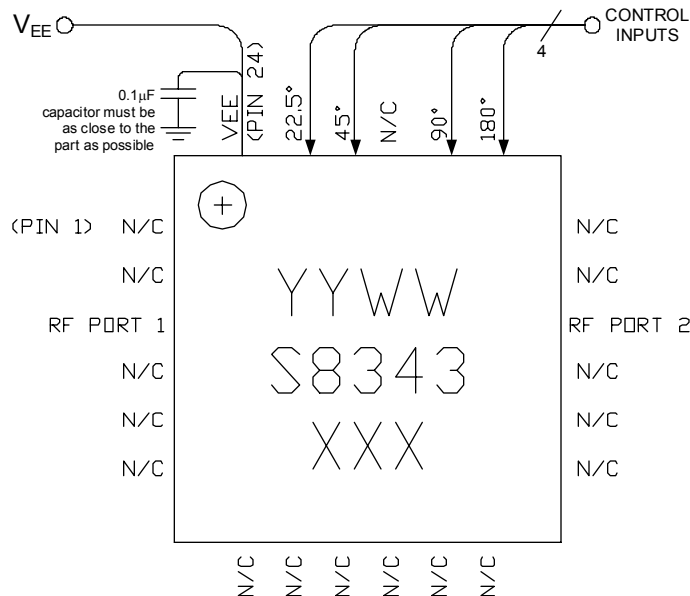 VEE
CONTROL
INPUTS
4
0.1µF
capacitor must be
as close to the
part as possible
VEE
(PIN 24)
22.5°
45°
N/C
90°
180°
(PIN 1) N/C
N/C
N/C
N/C
RF PORT 1
RF PORT 2
N/C
N/C
N/C
N/C
N/C
N/C
YYWW
S8343
XXX
N/C
N/C
N/C
N/C
N/C
N/C